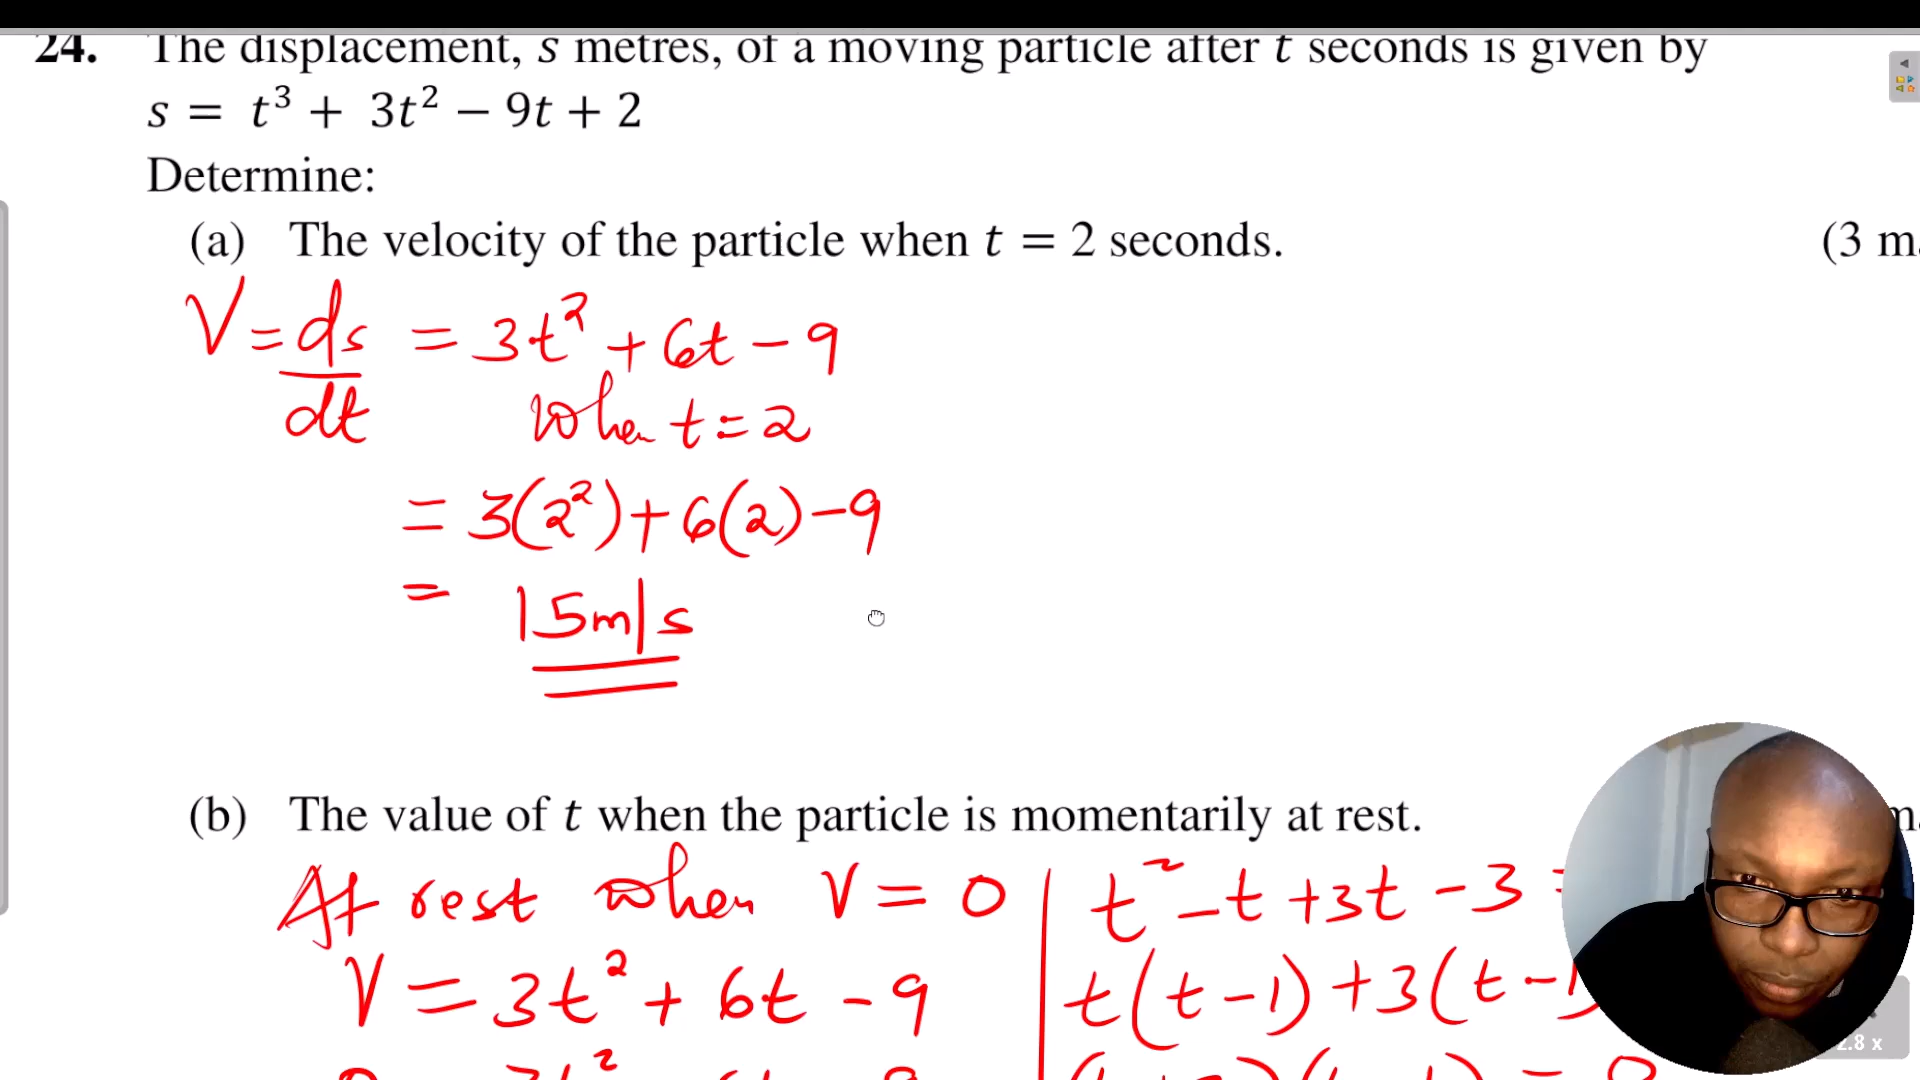 24. The displacement, s metres, of a moving particle after t seconds is given by
s = t³ + 3t² − 9t + 2
Determine:
(a) The velocity of the particle when t = 2 seconds. (3 m
V = ds/dt = 3t² + 6t − 9
When t = 2
= 3(2²) + 6(2) − 9
= 15m/s
(b) The value of t when the particle is momentarily at rest.
At rest when V = 0
V = 3t² + 6t − 9
t² − t + 3t − 3 =
t(t − 1) + 3(t − 1
2.8 x